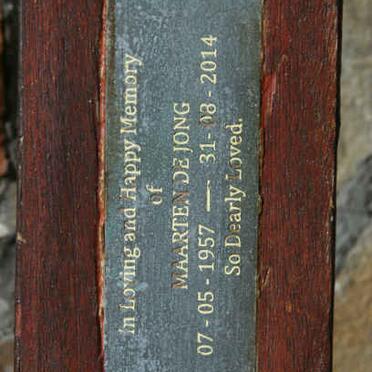 In Loving and Happy Memory
of
MAARTEN DE JONG
07-05-1957 — 31-08-2014
So Dearly Loved.